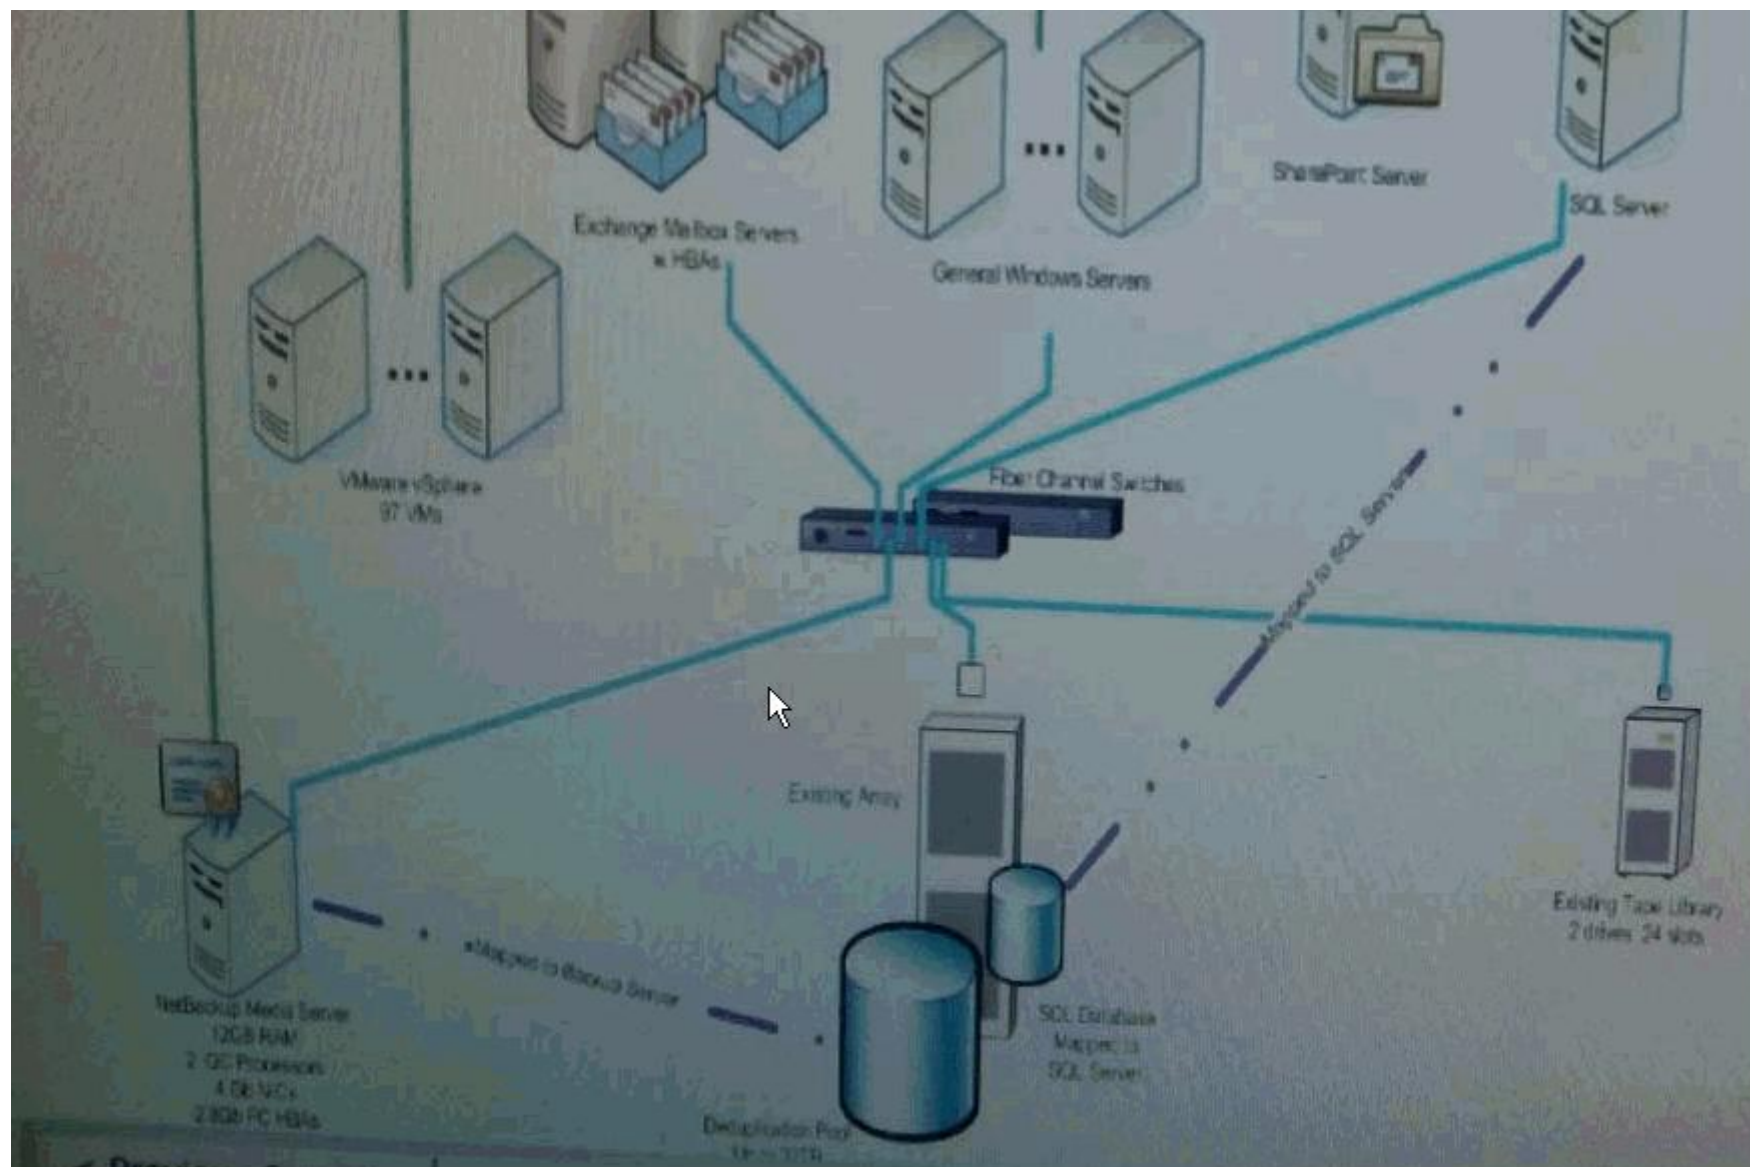 SharePoint Server
SQL Server
Exchange Mailbox Servers
w HBAs
General Windows Servers
VMware vSphere
97 VMs
Fiber Channel Switches
Mapped to SQL Servers
Existing Array
Existing Tape Library
2 drives 24 slots
Mapped to Backup Server
NetBackup Media Server
12GB RAM
2 QC Processors
4 Gb NICs
2 8Gb FC HBAs
SQL Database
Mapped to
SQL Server
Deduplication Pool